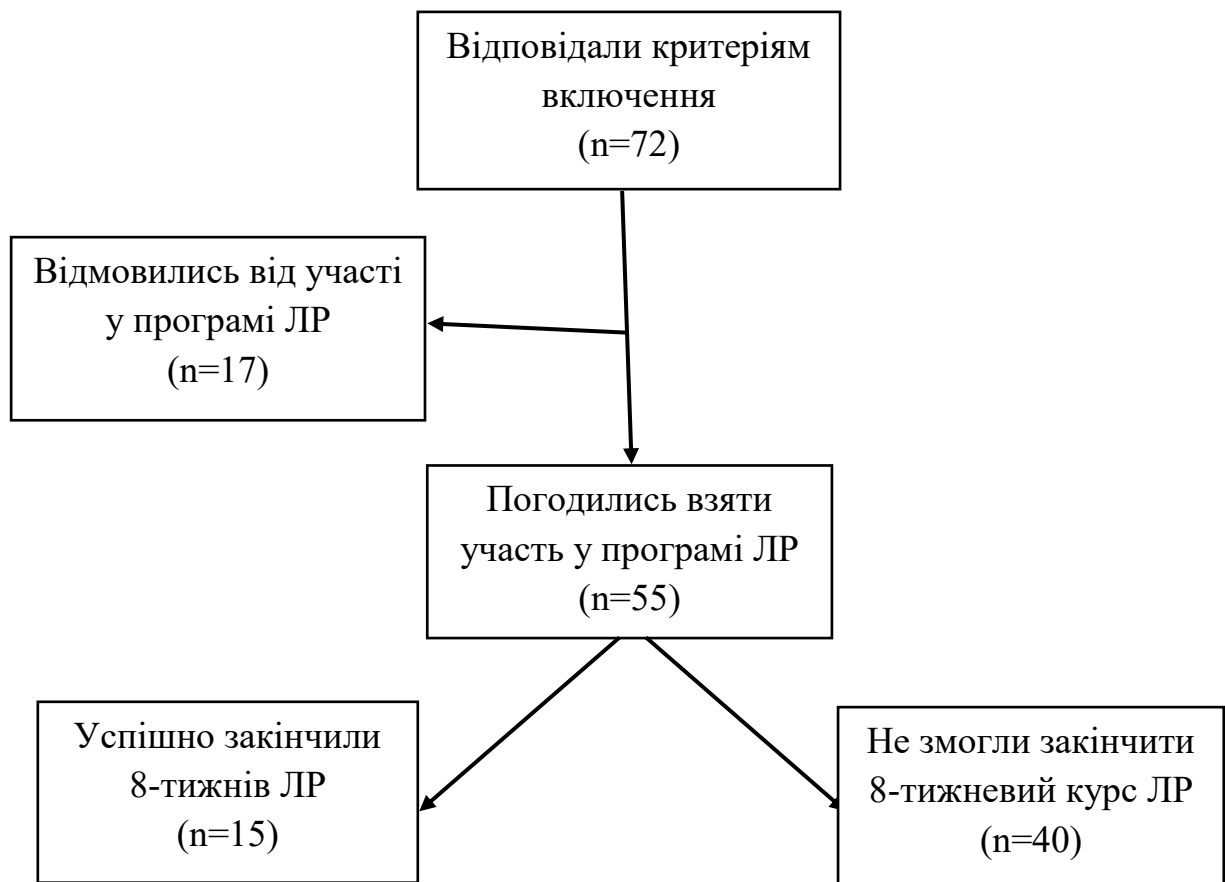 Відповідали критеріям
включення
(n=72)
Відмовились від участі
у програмі ЛР
(n=17)
Погодились взяти
участь у програмі ЛР
(n=55)
Успішно закінчили
8-тижнів ЛР
(n=15)
Не змогли закінчити
8-тижневий курс ЛР
(n=40)